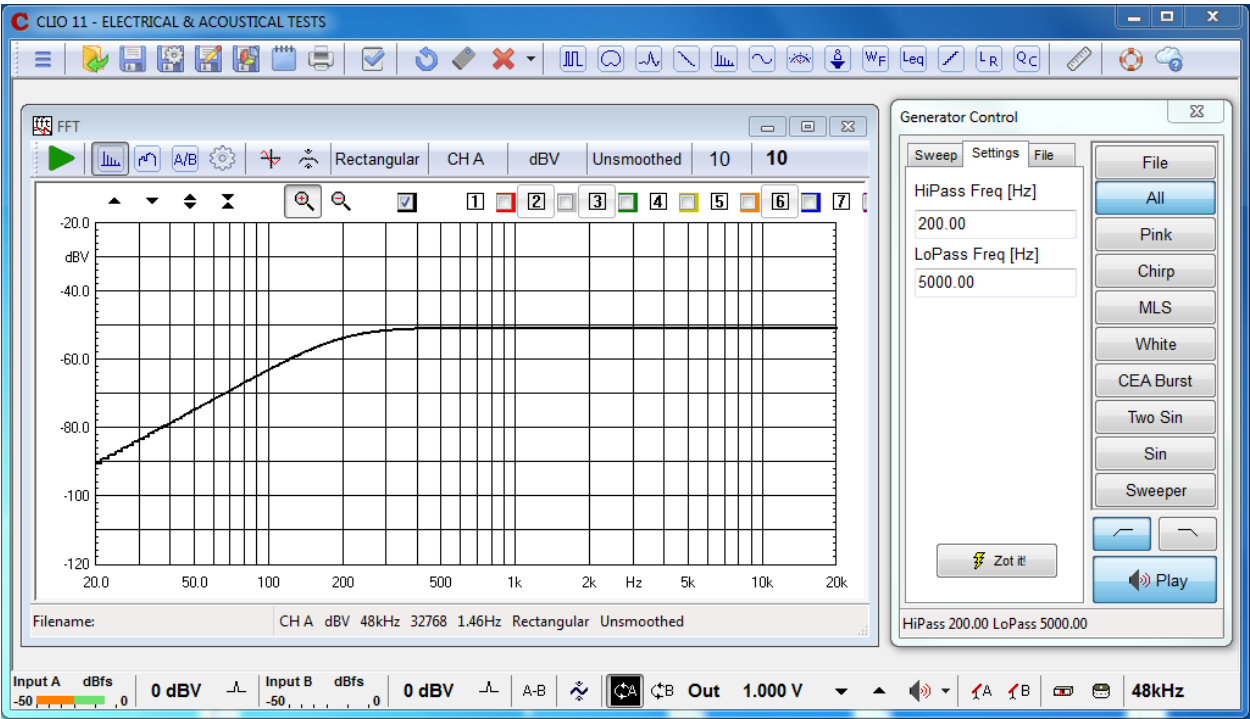 CLIO 11 - ELECTRICAL & ACOUSTICAL TESTS
WF Leq LR QC
FFT
A/B Rectangular CH A dBV Unsmoothed 10 10
1 2 3 4 5 6 7
-20.0
dBV
-40.0
-60.0
-80.0
-100
-120
20.0 50.0 100 200 500 1k 2k Hz 5k 10k 20k
Filename: CH A dBV 48kHz 32768 1.46Hz Rectangular Unsmoothed
Generator Control
Sweep Settings File
HiPass Freq [Hz]
200.00
LoPass Freq [Hz]
5000.00
Zot it!
File
All
Pink
Chirp
MLS
White
CEA Burst
Two Sin
Sin
Sweeper
Play
HiPass 200.00 LoPass 5000.00
Input A dBfs
-50 0
0 dBV
Input B dBfs
-50 0
0 dBV
A-B A B Out 1.000 V A B 48kHz